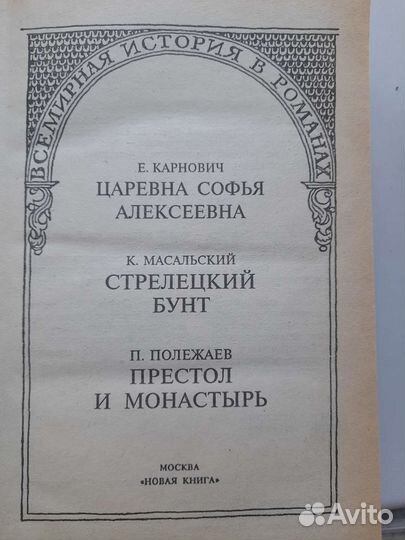 ВСЕМИРНАЯ ИСТОРИЯ В РОМАНАХ
Е. КАРНОВИЧ
ЦАРЕВНА СОФЬЯ
АЛЕКСЕЕВНА
К. МАСАЛЬСКИЙ
СТРЕЛЕЦКИЙ
БУНТ
П. ПОЛЕЖАЕВ
ПРЕСТОЛ
И МОНАСТЫРЬ
МОСКВА
«НОВАЯ КНИГА»
Avito